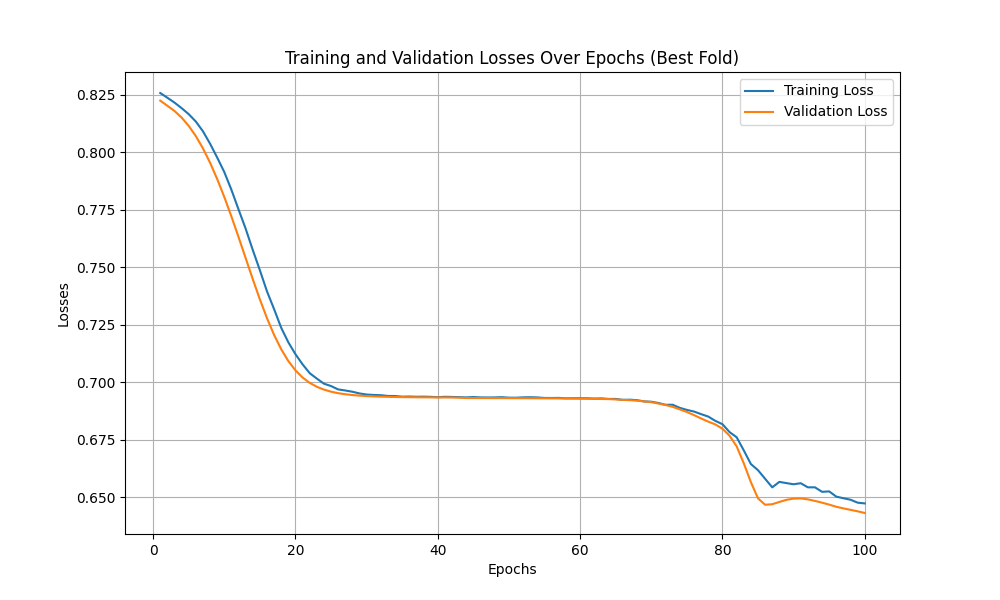 Training and Validation Losses Over Epochs (Best Fold)
Training Loss
Validation Loss
0.825
0.800
0.775
0.750
0.725
0.700
0.675
0.650
Losses
0 20 40 60 80 100
Epochs